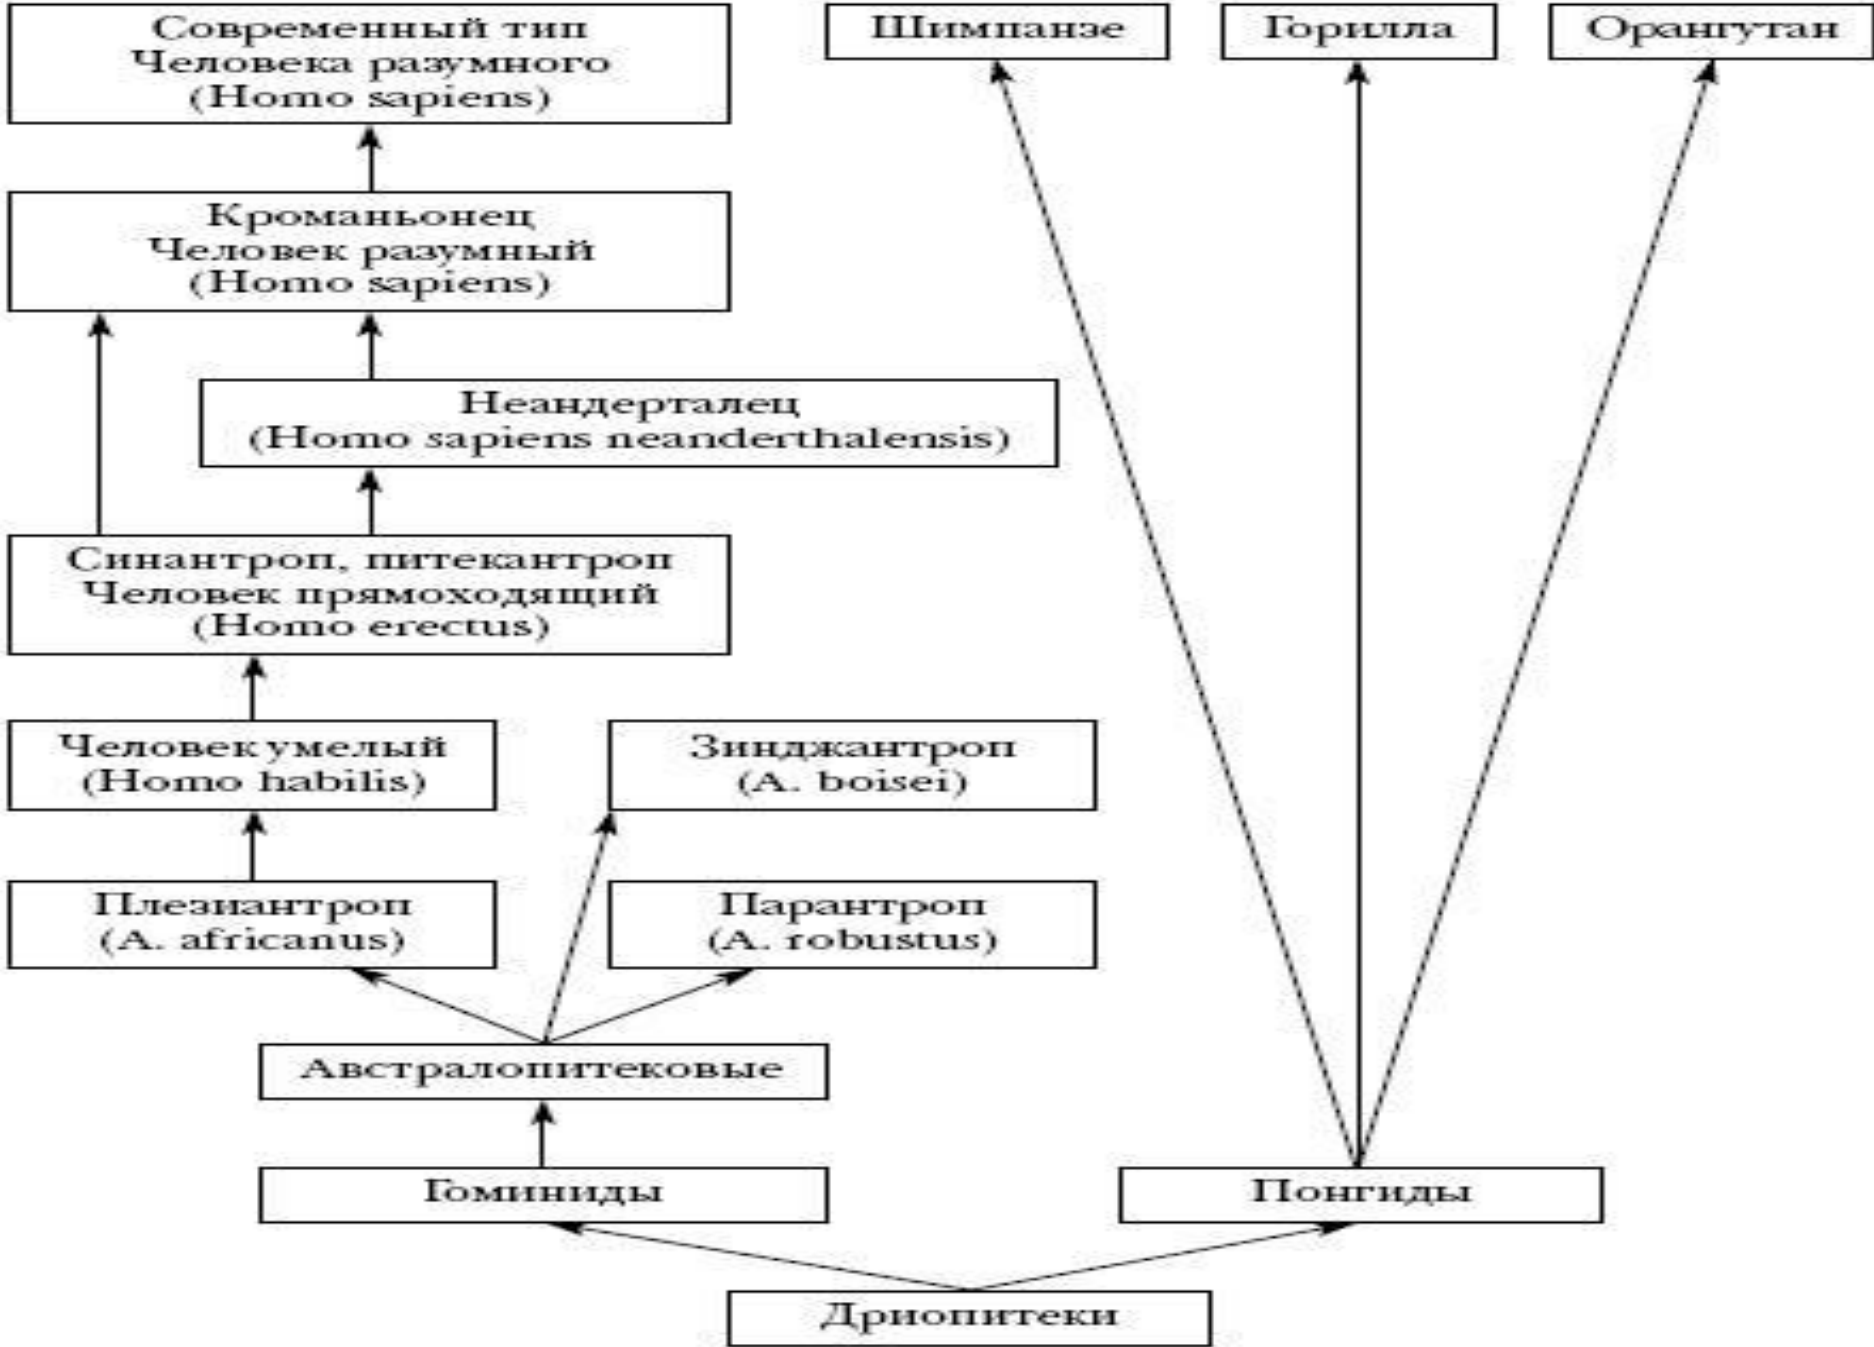 Современный тип
Человека разумного
(Homo sapiens)
Шимпанзе
Горилла
Орангутан
Кроманьонец
Человек разумный
(Homo sapiens)
Неандерталец
(Homo sapiens neanderthalensis)
Синантроп, питекантроп
Человек прямоходящий
(Homo erectus)
Человек умелый
(Homo habilis)
Зинджантроп
(A. boisei)
Плезиантроп
(A. africanus)
Парантроп
(A. robustus)
Австралопитековые
Гоминиды
Понгиды
Дриопитеки